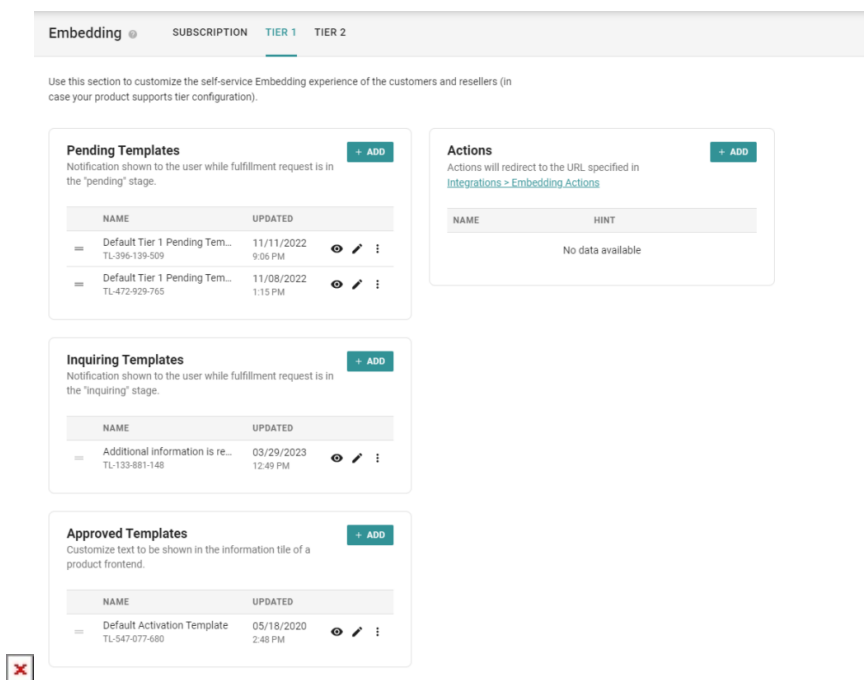 Embedding SUBSCRIPTION TIER 1 TIER 2
Use this section to customize the self-service Embedding experience of the customers and resellers (in
case your product supports tier configuration).
Pending Templates
+ ADD
Notification shown to the user while fulfillment request is in
the "pending" stage.
NAME UPDATED
Default Tier 1 Pending Tem... 11/11/2022
TL-396-139-509 9:06 PM
Default Tier 1 Pending Tem... 11/08/2022
TL-472-929-765 1:15 PM
Actions
+ ADD
Actions will redirect to the URL specified in
Integrations > Embedding Actions
NAME HINT
No data available
Inquiring Templates
+ ADD
Notification shown to the user while fulfillment request is in
the "inquiring" stage.
NAME UPDATED
Additional information is re... 03/29/2023
TL-133-881-148 12:49 PM
Approved Templates
+ ADD
Customize text to be shown in the information tile of a
product frontend.
NAME UPDATED
Default Activation Template 05/18/2020
TL-547-077-680 2:48 PM